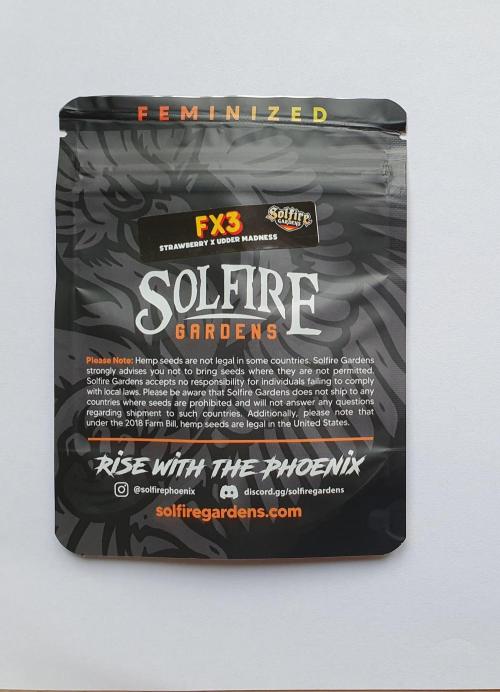 FEMINIZED
FX3
Solfire
GARDENS
STRAWBERRY X UDDER MADNESS
SOLFIRE
GARDENS
Please Note: Hemp seeds are not legal in some countries. Solfire Gardens
strongly advises you not to bring seeds where they are not permitted.
Solfire Gardens accepts no responsibility for individuals failing to comply
with local laws. Please be aware that Solfire Gardens does not ship to any
countries where seeds are prohibited and will not answer any questions
regarding shipment to such countries. Additionally, please note that
under the 2018 Farm Bill, hemp seeds are legal in the United States.
RISE WITH THE PHOENIX
@solfirephoenix discord.gg/solfiregardens
solfiregardens.com